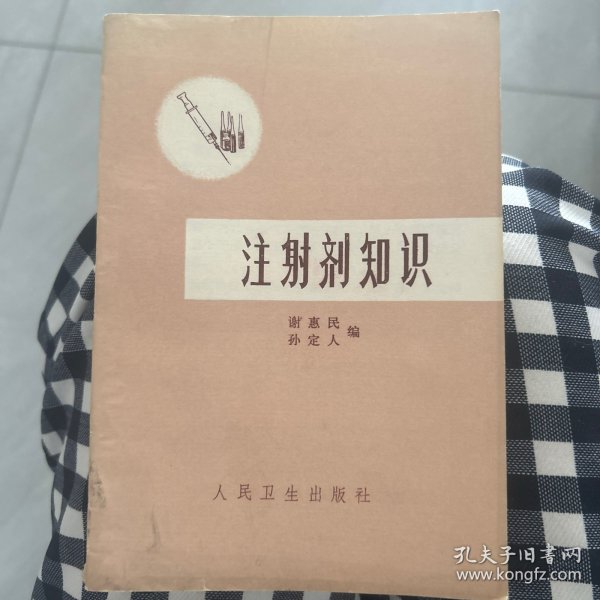 注射剂知识
谢惠民
孙定人
编
人民卫生出版社
孔夫子旧书网
www.kongfz.com